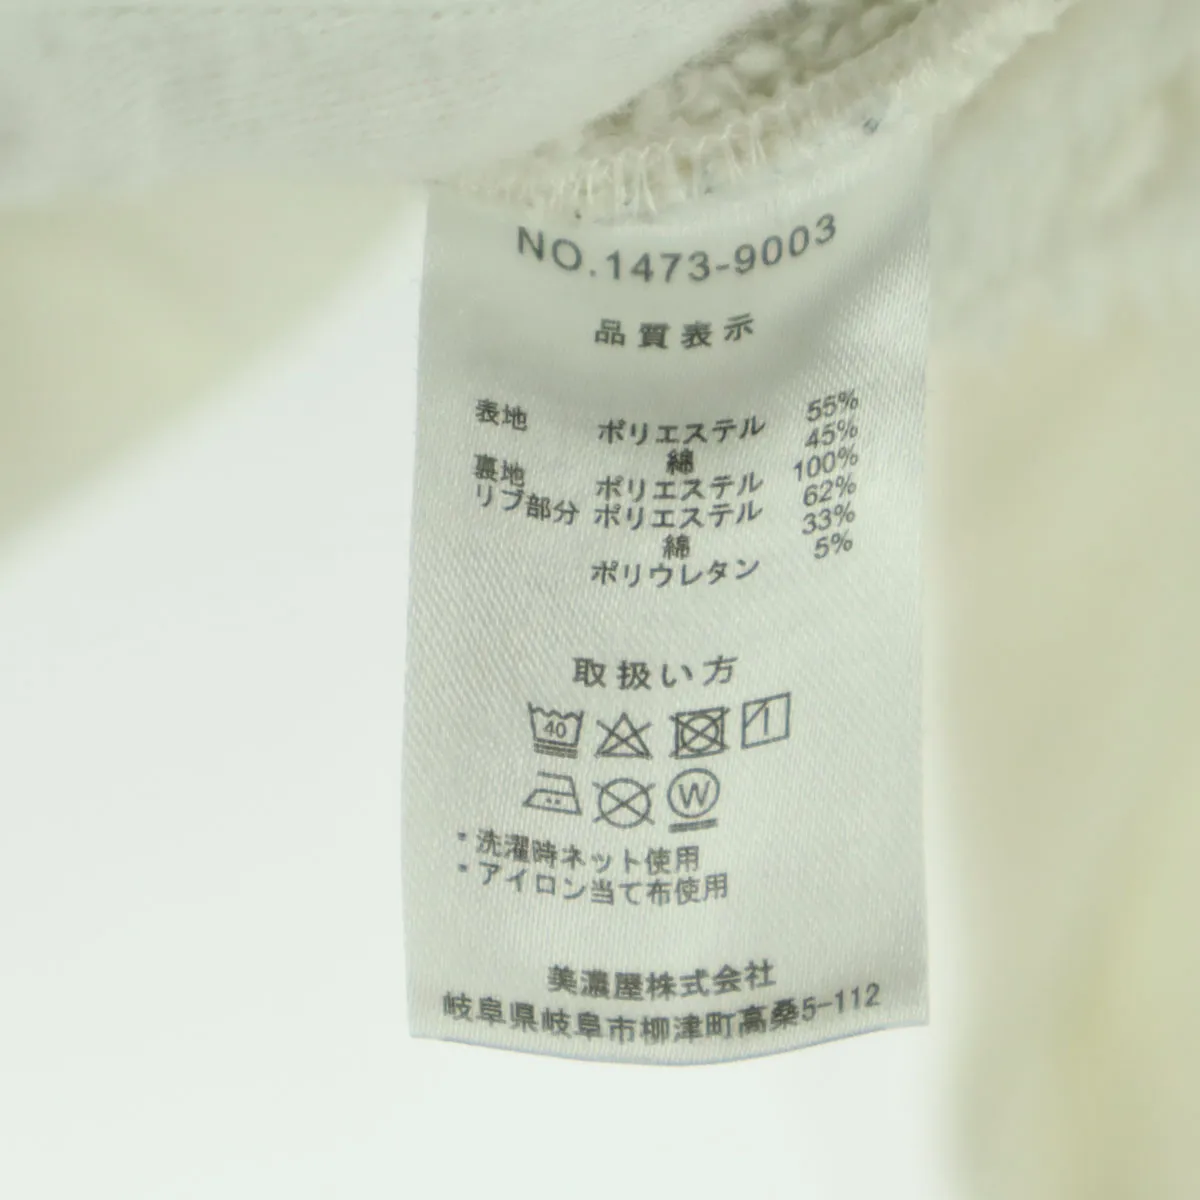 NO.1473-9003
品質表示
表地 ポリエステル 55%
綿 45%
裏地 ポリエステル 100%
リブ部分 ポリエステル 62%
綿 33%
ポリウレタン 5%
取扱い方
40
W
・洗濯時ネット使用
・アイロン当て布使用
美濃屋株式会社
岐阜県岐阜市柳津町高桑5-112